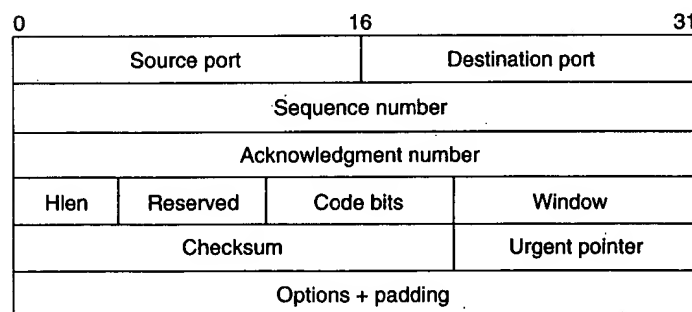 0 16 31
Source port Destination port
Sequence number
Acknowledgment number
Hlen Reserved Code bits Window
Checksum Urgent pointer
Options + padding